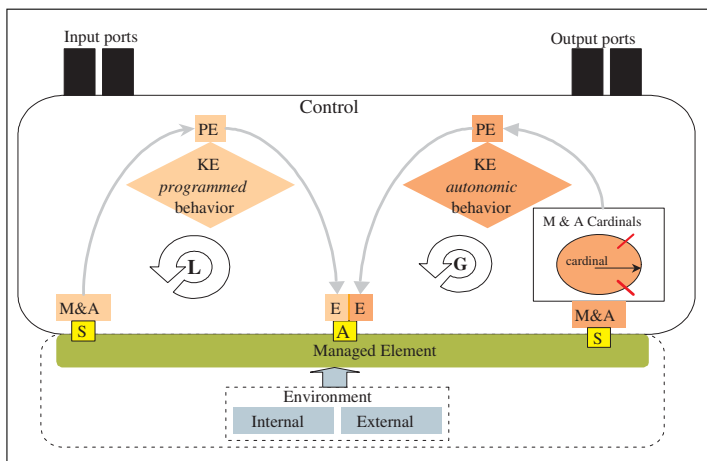 Input ports
Output ports
Control
PE
PE
KE
programmed
behavior
KE
autonomic
behavior
M & A Cardinals
cardinal
L
G
M&A
E E
M&A
S
A
S
Managed Element
Environment
Internal
External